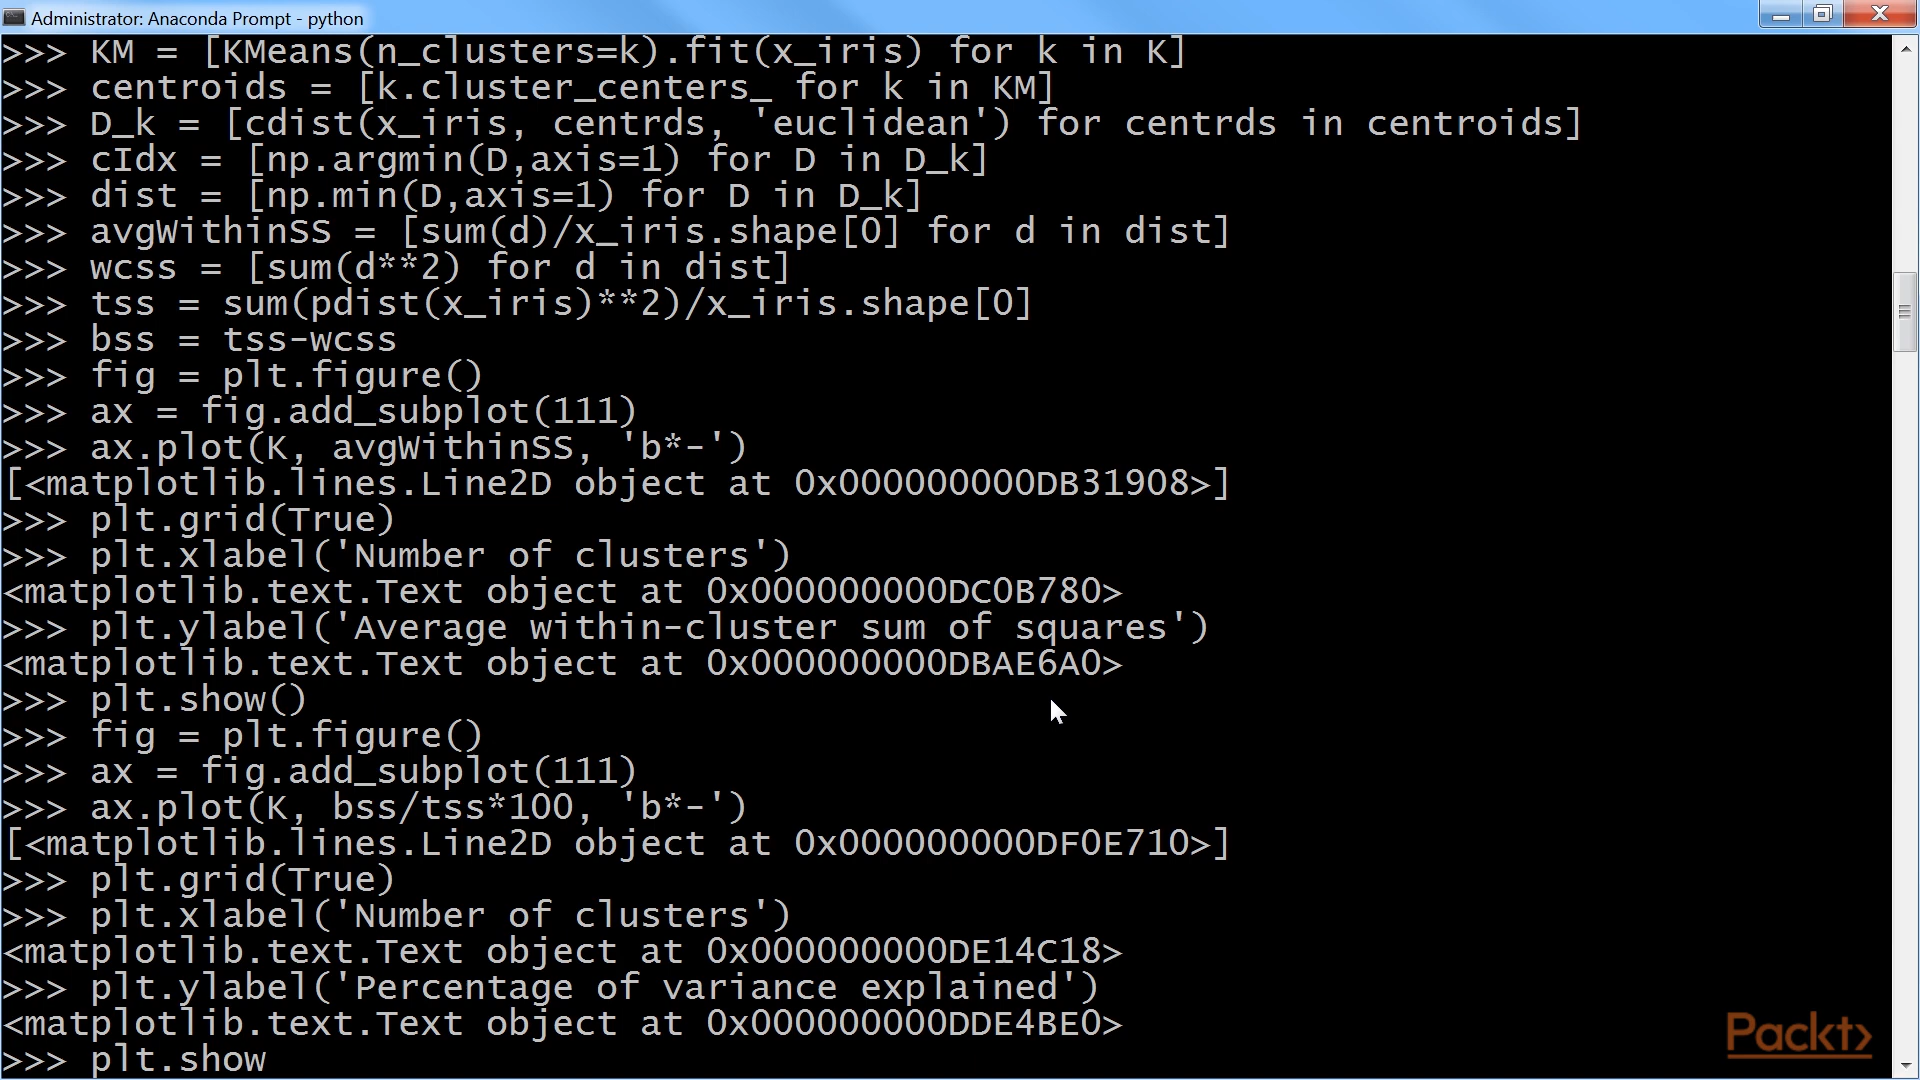 Administrator: Anaconda Prompt - python
>>> KM = [KMeans(n_clusters=k).fit(x_iris) for k in K]
>>> centroids = [k.cluster_centers_ for k in KM]
>>> D_k = [cdist(x_iris, centrds, 'euclidean') for centrds in centroids]
>>> cIdx = [np.argmin(D,axis=1) for D in D_k]
>>> dist = [np.min(D,axis=1) for D in D_k]
>>> avgWithinSS = [sum(d)/x_iris.shape[0] for d in dist]
>>> wcss = [sum(d**2) for d in dist]
>>> tss = sum(pdist(x_iris)**2)/x_iris.shape[0]
>>> bss = tss-wcss
>>> fig = plt.figure()
>>> ax = fig.add_subplot(111)
>>> ax.plot(K, avgWithinSS, 'b*-')
[<matplotlib.lines.Line2D object at 0x000000000DB31908>]
>>> plt.grid(True)
>>> plt.xlabel('Number of clusters')
<matplotlib.text.Text object at 0x000000000DC0B780>
>>> plt.ylabel('Average within-cluster sum of squares')
<matplotlib.text.Text object at 0x000000000DBAE6A0>
>>> plt.show()
>>> fig = plt.figure()
>>> ax = fig.add_subplot(111)
>>> ax.plot(K, bss/tss*100, 'b*-')
[<matplotlib.lines.Line2D object at 0x000000000DF0E710>]
>>> plt.grid(True)
>>> plt.xlabel('Number of clusters')
<matplotlib.text.Text object at 0x000000000DE14C18>
>>> plt.ylabel('Percentage of variance explained')
<matplotlib.text.Text object at 0x000000000DDE4BE0>
>>> plt.show
Packt>